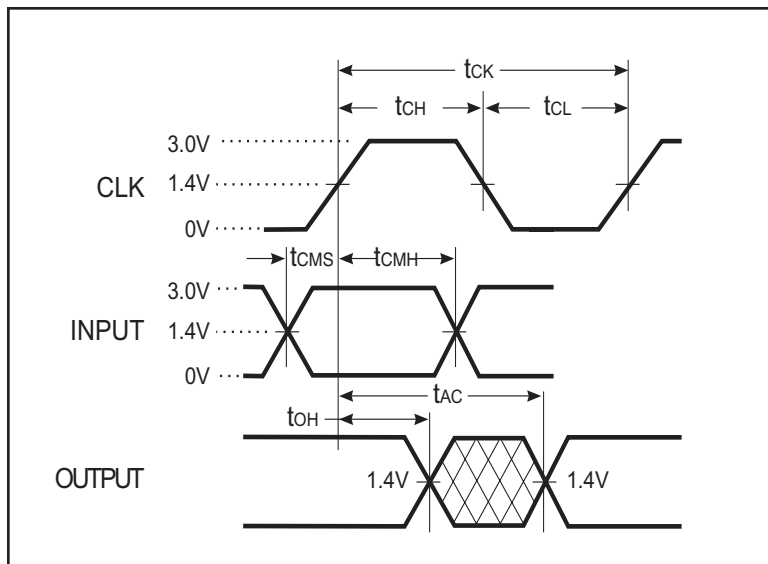 tCK
tCH tCL
3.0V
CLK 1.4V
0V
tCMS tCMH
3.0V
INPUT 1.4V
0V
tAC
tOH
OUTPUT 1.4V 1.4V